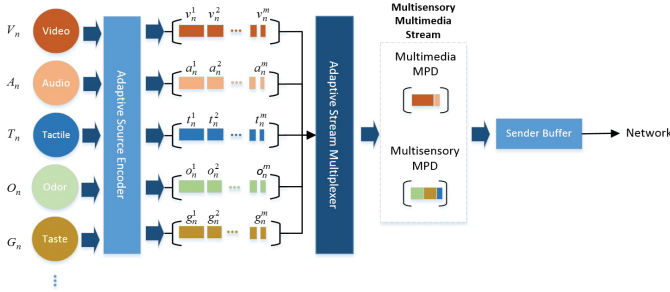 Multisensory
Multimedia
Stream
V_n Video v_n^1 v_n^2 ... v_n^m
A_n Audio a_n^1 a_n^2 ... a_n^m
T_n Tactile t_n^1 t_n^2 ... t_n^m
O_n Odor o_n^1 o_n^2 ... o_n^m
G_n Taste g_n^1 g_n^2 ... g_n^m
Adaptive Source Encoder
Adaptive Stream Multiplexer
Multimedia
MPD
Multisensory
MPD
Sender Buffer
Network